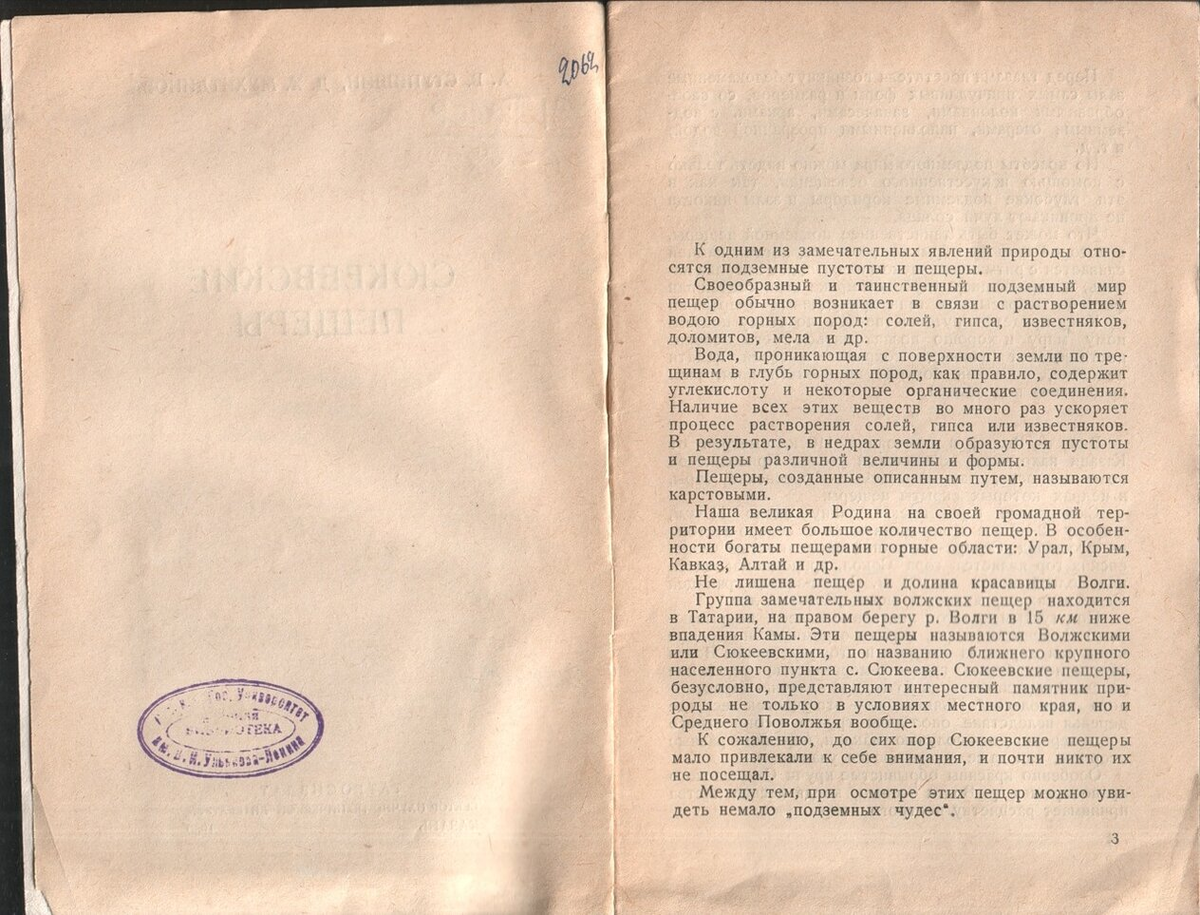 2062
Гос. Университет
БИБЛИОТЕКА
им. В. И. Ульянова-Ленина
К одним из замечательных явлений природы отно-
сятся подземные пустоты и пещеры.
Своеобразный и таинственный подземный мир
пещер обычно возникает в связи с растворением
водою горных пород: солей, гипса, известняков,
доломитов, мела и др.
Вода, проникающая с поверхности земли по тре-
щинам в глубь горных пород, как правило, содержит
углекислоту и некоторые органические соединения.
Наличие всех этих веществ во много раз ускоряет
процесс растворения солей, гипса или известняков.
В результате, в недрах земли образуются пустоты
и пещеры различной величины и формы.
Пещеры, созданные описанным путем, называются
карстовыми.
Наша великая Родина на своей громадной тер-
ритории имеет большое количество пещер. В особен-
ности богаты пещерами горные области: Урал, Крым,
Кавказ, Алтай и др.
Не лишена пещер и долина красавицы Волги.
Группа замечательных волжских пещер находится
в Татарии, на правом берегу р. Волги в 15 км ниже
впадения Камы. Эти пещеры называются Волжскими
или Сюкеевскими, по названию ближнего крупного
населенного пункта с. Сюкеева. Сюкеевские пещеры,
безусловно, представляют интересный памятник при-
роды не только в условиях местного края, но и
Среднего Поволжья вообще.
К сожалению, до сих пор Сюкеевские пещеры
мало привлекали к себе внимания, и почти никто их
не посещал.
Между тем, при осмотре этих пещер можно уви-
деть немало „подземных чудес“.
3